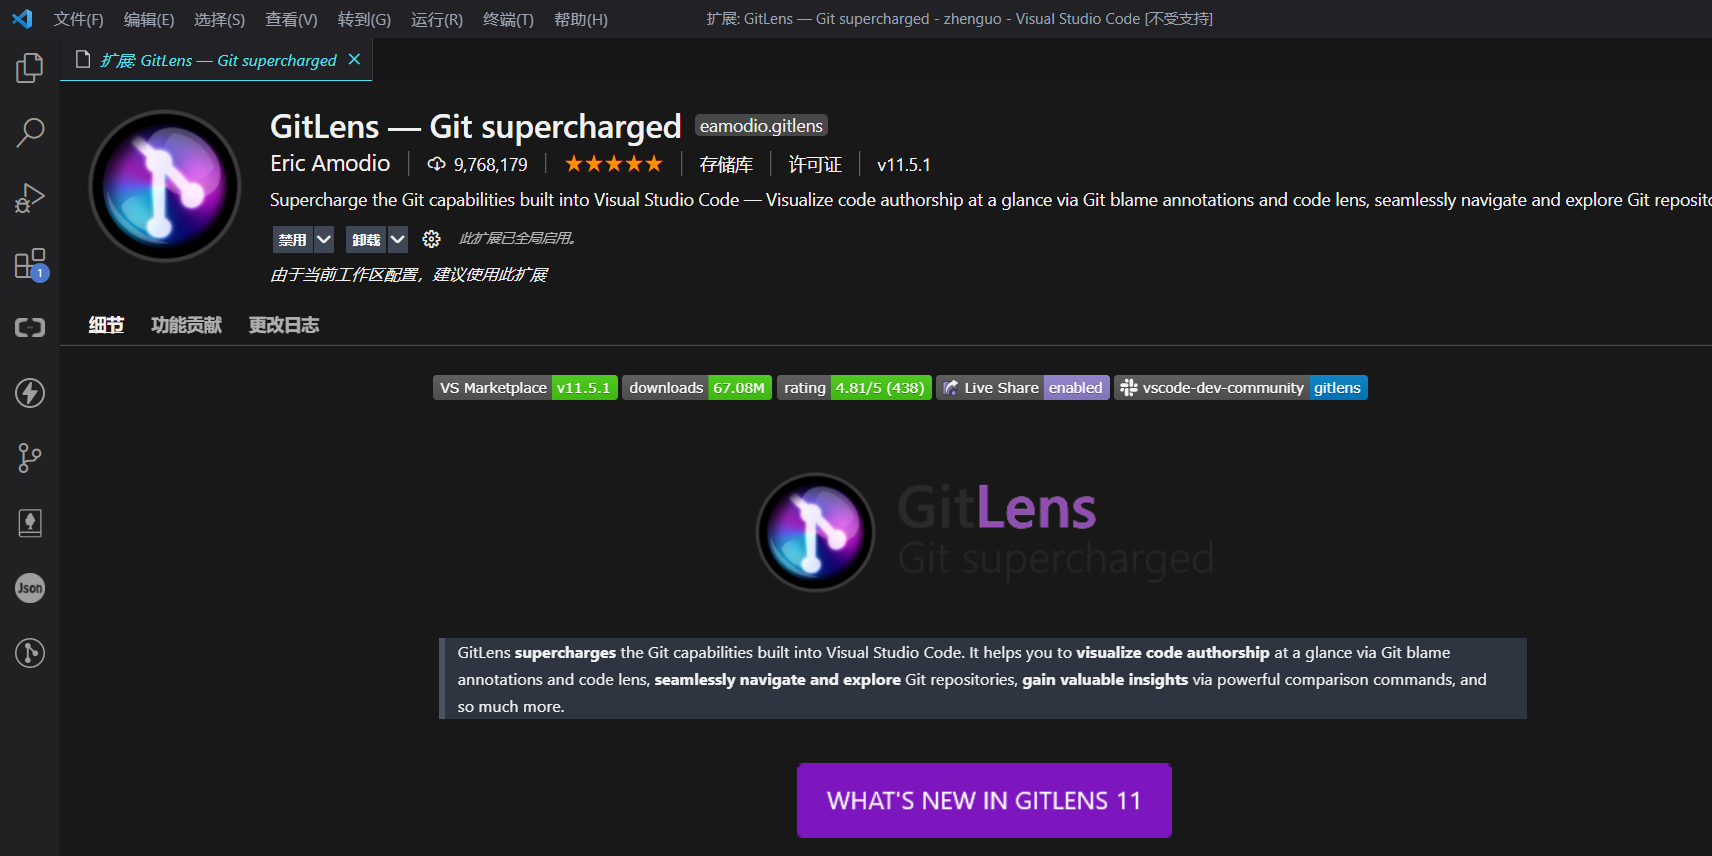 文件(F) 编辑(E) 选择(S) 查看(V) 转到(G) 运行(R) 终端(T) 帮助(H) 扩展: GitLens — Git supercharged - zhenguo - Visual Studio Code [不受支持]
扩展: GitLens — Git supercharged
GitLens — Git supercharged eamodio.gitlens
Eric Amodio 9,768,179 存储库 许可证 v11.5.1
Supercharge the Git capabilities built into Visual Studio Code — Visualize code authorship at a glance via Git blame annotations and code lens, seamlessly navigate and explore Git reposito
禁用 卸载 此扩展已全局启用。
1
由于当前工作区配置，建议使用此扩展
细节 功能贡献 更改日志
VS Marketplace v11.5.1 downloads 67.08M rating 4.81/5 (438) Live Share enabled vscode-dev-community gitlens
GitLens
Git supercharged
Json
GitLens supercharges the Git capabilities built into Visual Studio Code. It helps you to visualize code authorship at a glance via Git blame
annotations and code lens, seamlessly navigate and explore Git repositories, gain valuable insights via powerful comparison commands, and
so much more.
WHAT'S NEW IN GITLENS 11